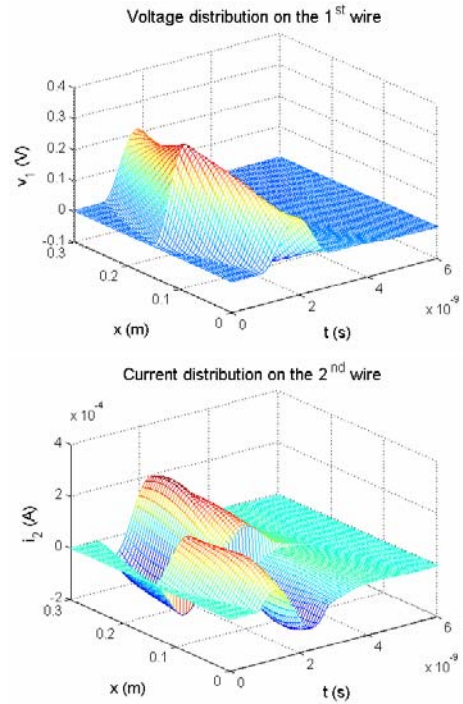 Voltage distribution on the 1st wire
0.4
0.3
0.2
0.1
0
-0.1
v1 (V)
0.3
0.2
0.1
0
x (m)
0
2
4
6
x 10-9
t (s)
Current distribution on the 2nd wire
x 10-4
4
2
0
-2
i2 (A)
0.3
0.2
0.1
0
x (m)
0
2
4
6
x 10-9
t (s)